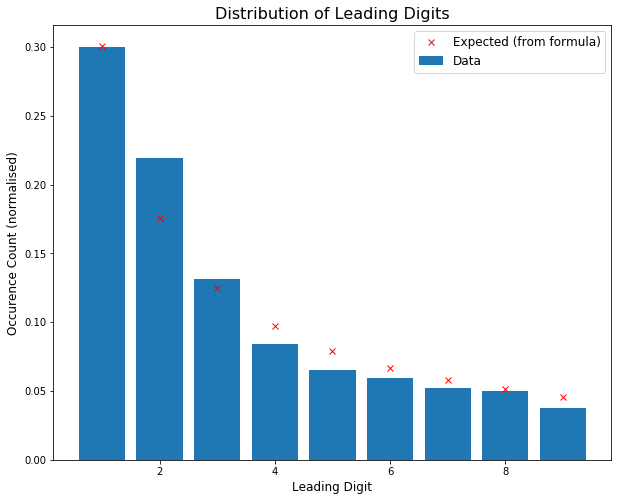 Distribution of Leading Digits
Expected (from formula)
Data
Occurence Count (normalised)
0.30
0.25
0.20
0.15
0.10
0.05
0.00
2
4
6
8
Leading Digit